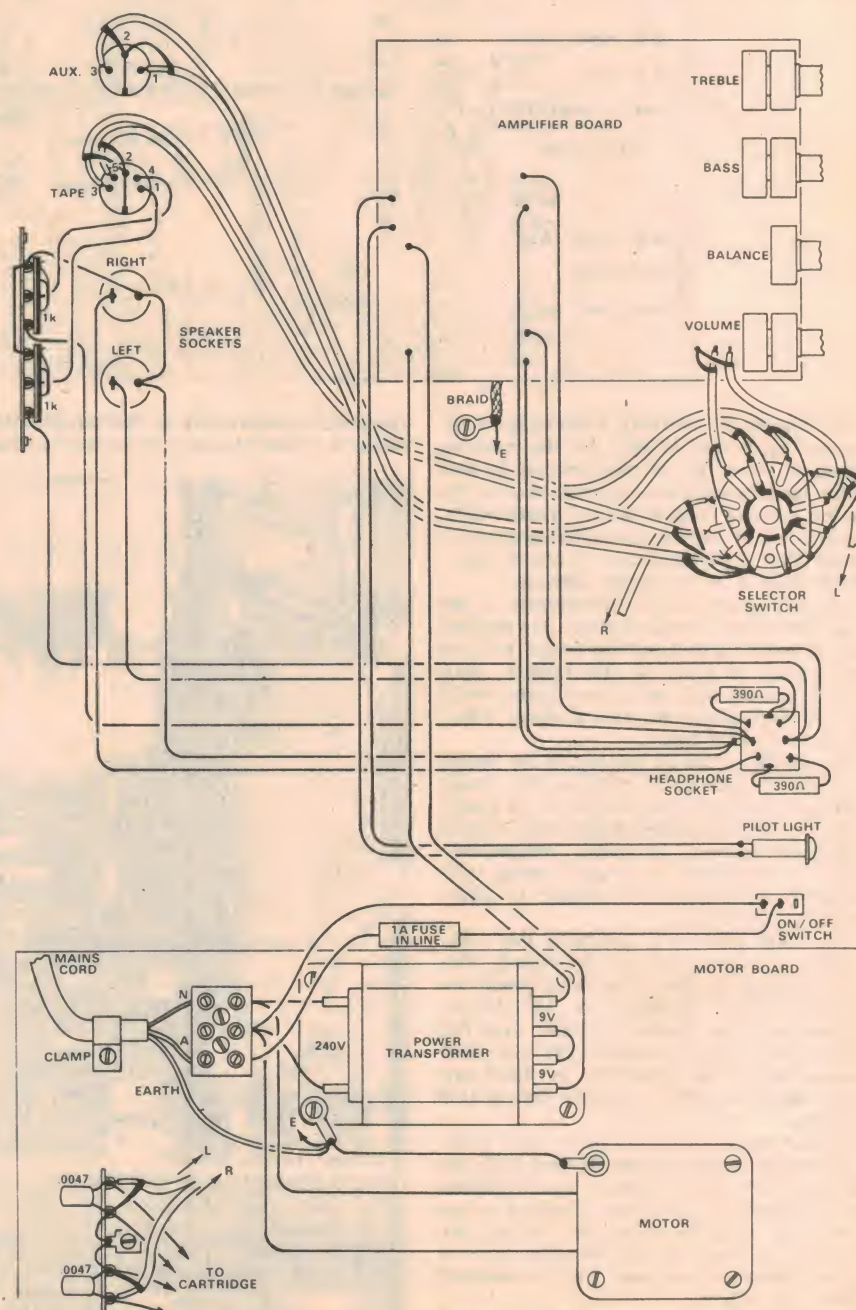 AUX. 3
2
1
TAPE 3
5
2
4
1
RIGHT
1k
SPEAKER
SOCKETS
LEFT
1k
AMPLIFIER BOARD
TREBLE
BASS
BALANCE
VOLUME
BRAID
E
SELECTOR
SWITCH
L
R
390Ω
HEADPHONE
SOCKET
390Ω
PILOT LIGHT
ON/OFF
SWITCH
1A FUSE
IN LINE
MAINS
CORD
MOTOR BOARD
N
A
CLAMP
EARTH
240V
POWER
TRANSFORMER
9V
9V
E
L
R
.0047
.0047
TO
CARTRIDGE
MOTOR